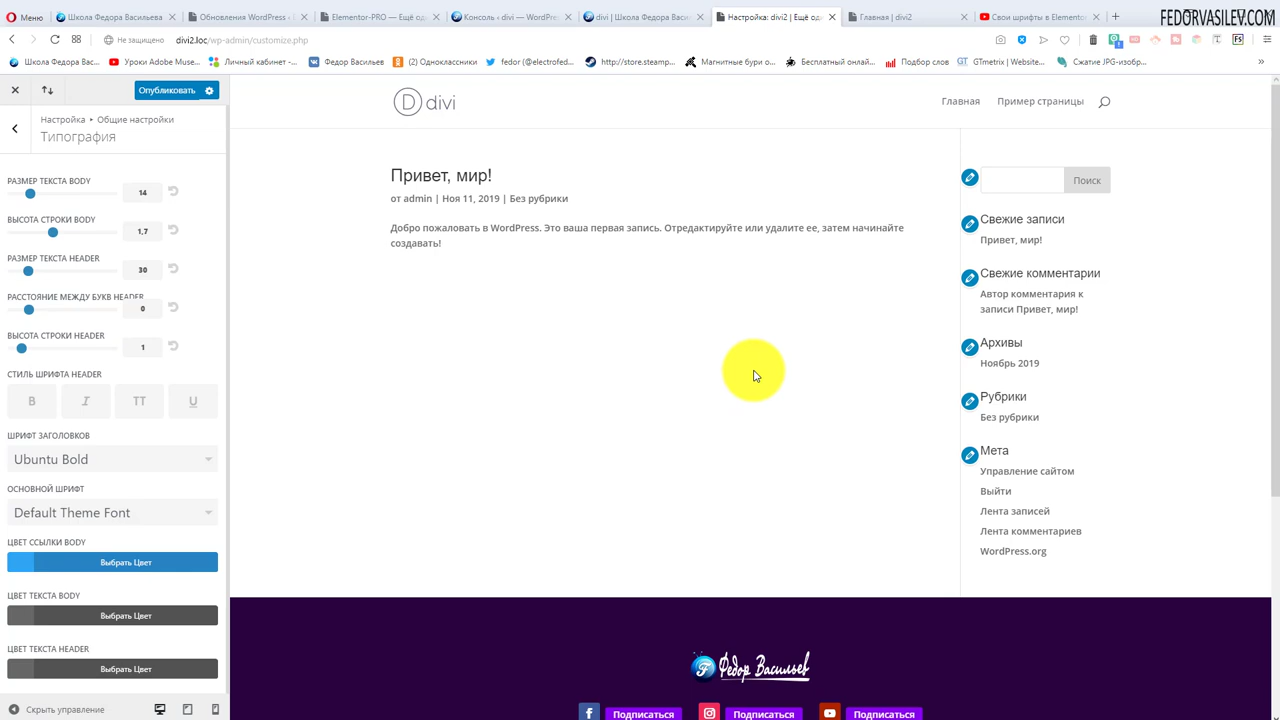 FEDORVASILEV.COM
Меню
Школа Федора Васильева
Обновления WordPress ‹
Elementor-PRO — Ещё од
Консоль ‹ divi — WordPre
divi | Школа Федора Васи
Настройка: divi2 | Ещё од
Главная | divi2
Свои шрифты в Elemento
Не защищено
divi2.loc/wp-admin/customize.php
Школа Федора Вас...
Уроки Adobe Muse...
Личный кабинет -...
Федор Васильев
(2) Одноклассники
fedor (@electrofed...
http://store.steamp...
Магнитные бури о...
Бесплатный онлай...
Подбор слов
GTmetrix | Website...
Сжатие JPG-изобр...
Опубликовать
Настройка ▸ Общие настройки
Типография
РАЗМЕР ТЕКСТА BODY
14
ВЫСОТА СТРОКИ BODY
1,7
РАЗМЕР ТЕКСТА HEADER
30
РАССТОЯНИЕ МЕЖДУ БУКВ HEADER
0
ВЫСОТА СТРОКИ HEADER
1
СТИЛЬ ШРИФТА HEADER
B I TT U
ШРИФТ ЗАГОЛОВКОВ
Ubuntu Bold
ОСНОВНОЙ ШРИФТ
Default Theme Font
ЦВЕТ ССЫЛКИ BODY
Выбрать Цвет
ЦВЕТ ТЕКСТА BODY
Выбрать Цвет
ЦВЕТ ТЕКСТА HEADER
Выбрать Цвет
Скрыть управление
D divi
Главная
Пример страницы
Привет, мир!
от admin | Ноя 11, 2019 | Без рубрики
Добро пожаловать в WordPress. Это ваша первая запись. Отредактируйте или удалите ее, затем начинайте
создавать!
Поиск
Свежие записи
Привет, мир!
Свежие комментарии
Автор комментария к
записи Привет, мир!
Архивы
Ноябрь 2019
Рубрики
Без рубрики
Мета
Управление сайтом
Выйти
Лента записей
Лента комментариев
WordPress.org
Федор Васильев
Подписаться
Подписаться
Подписаться